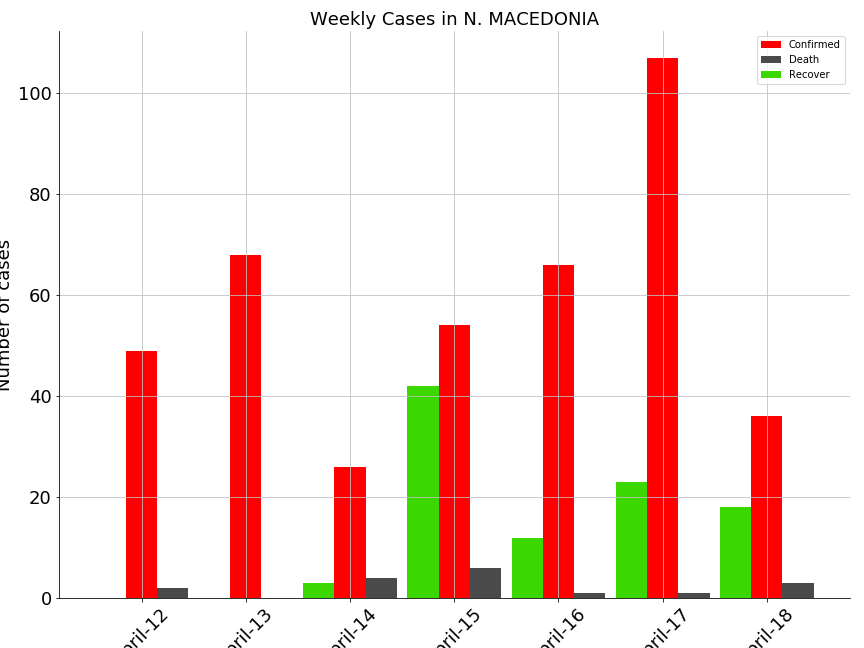 Weekly Cases in N. MACEDONIA
Confirmed
Death
Recover
Number of cases
100
80
60
40
20
0
pril-12
pril-13
pril-14
pril-15
pril-16
pril-17
pril-18